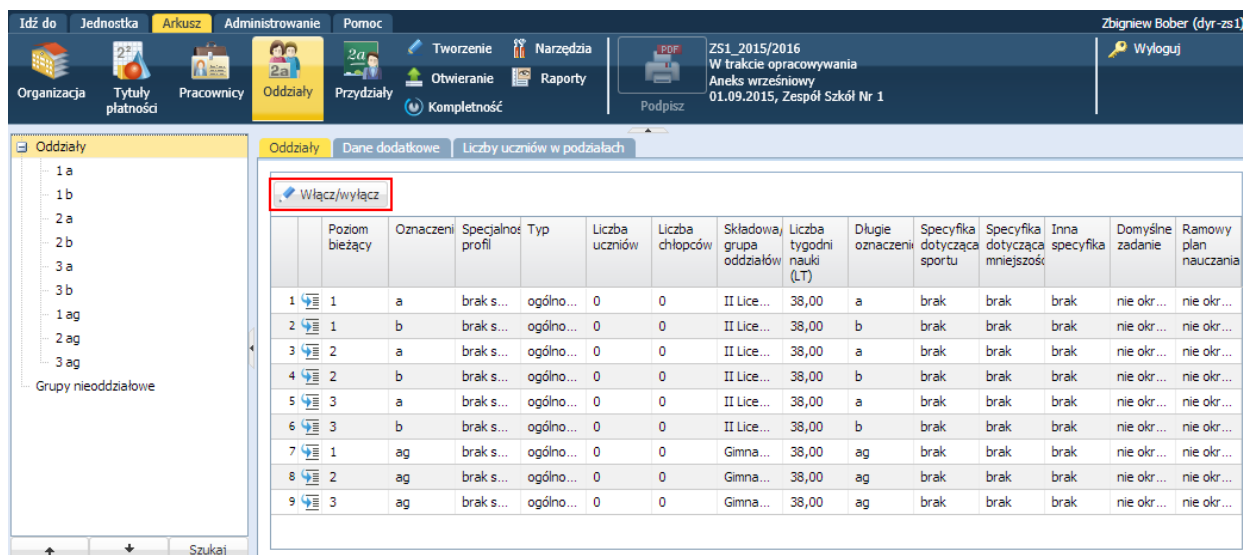 Idź do Jednostka Arkusz Administrowanie Pomoc Zbigniew Bober (dyr-zs1)
Organizacja
Tytuły
płatności
Pracownicy
Oddziały
Przydziały
Tworzenie Narzędzia
Otwieranie Raporty
Kompletność
PDF
Podpisz
ZS1_2015/2016
W trakcie opracowywania
Aneks wrześniowy
01.09.2015, Zespół Szkół Nr 1
Wyloguj
Oddziały
1 a
1 b
2 a
2 b
3 a
3 b
1 ag
2 ag
3 ag
Grupy nieoddziałowe
Szukaj
Oddziały Dane dodatkowe Liczby uczniów w podziałach
Włącz/wyłącz
Poziom Oznaczeni Specjalnoś Typ Liczba Liczba Składowa/ Liczba Długie Specyfika Specyfika Inna Domyślne Ramowy
bieżący profil uczniów chłopców grupa tygodni oznaczenie dotycząca dotycząca specyfika zadanie plan
oddziałów nauki sportu mniejszośc nauczania
(LT)
1 1 a brak s... ogólno... 0 0 II Lice... 38,00 a brak brak brak nie okr... nie okr...
2 1 b brak s... ogólno... 0 0 II Lice... 38,00 b brak brak brak nie okr... nie okr...
3 2 a brak s... ogólno... 0 0 II Lice... 38,00 a brak brak brak nie okr... nie okr...
4 2 b brak s... ogólno... 0 0 II Lice... 38,00 b brak brak brak nie okr... nie okr...
5 3 a brak s... ogólno... 0 0 II Lice... 38,00 a brak brak brak nie okr... nie okr...
6 3 b brak s... ogólno... 0 0 II Lice... 38,00 b brak brak brak nie okr... nie okr...
7 1 ag brak s... ogólno... 0 0 Gimna... 38,00 ag brak brak brak nie okr... nie okr...
8 2 ag brak s... ogólno... 0 0 Gimna... 38,00 ag brak brak brak nie okr... nie okr...
9 3 ag brak s... ogólno... 0 0 Gimna... 38,00 ag brak brak brak nie okr... nie okr...